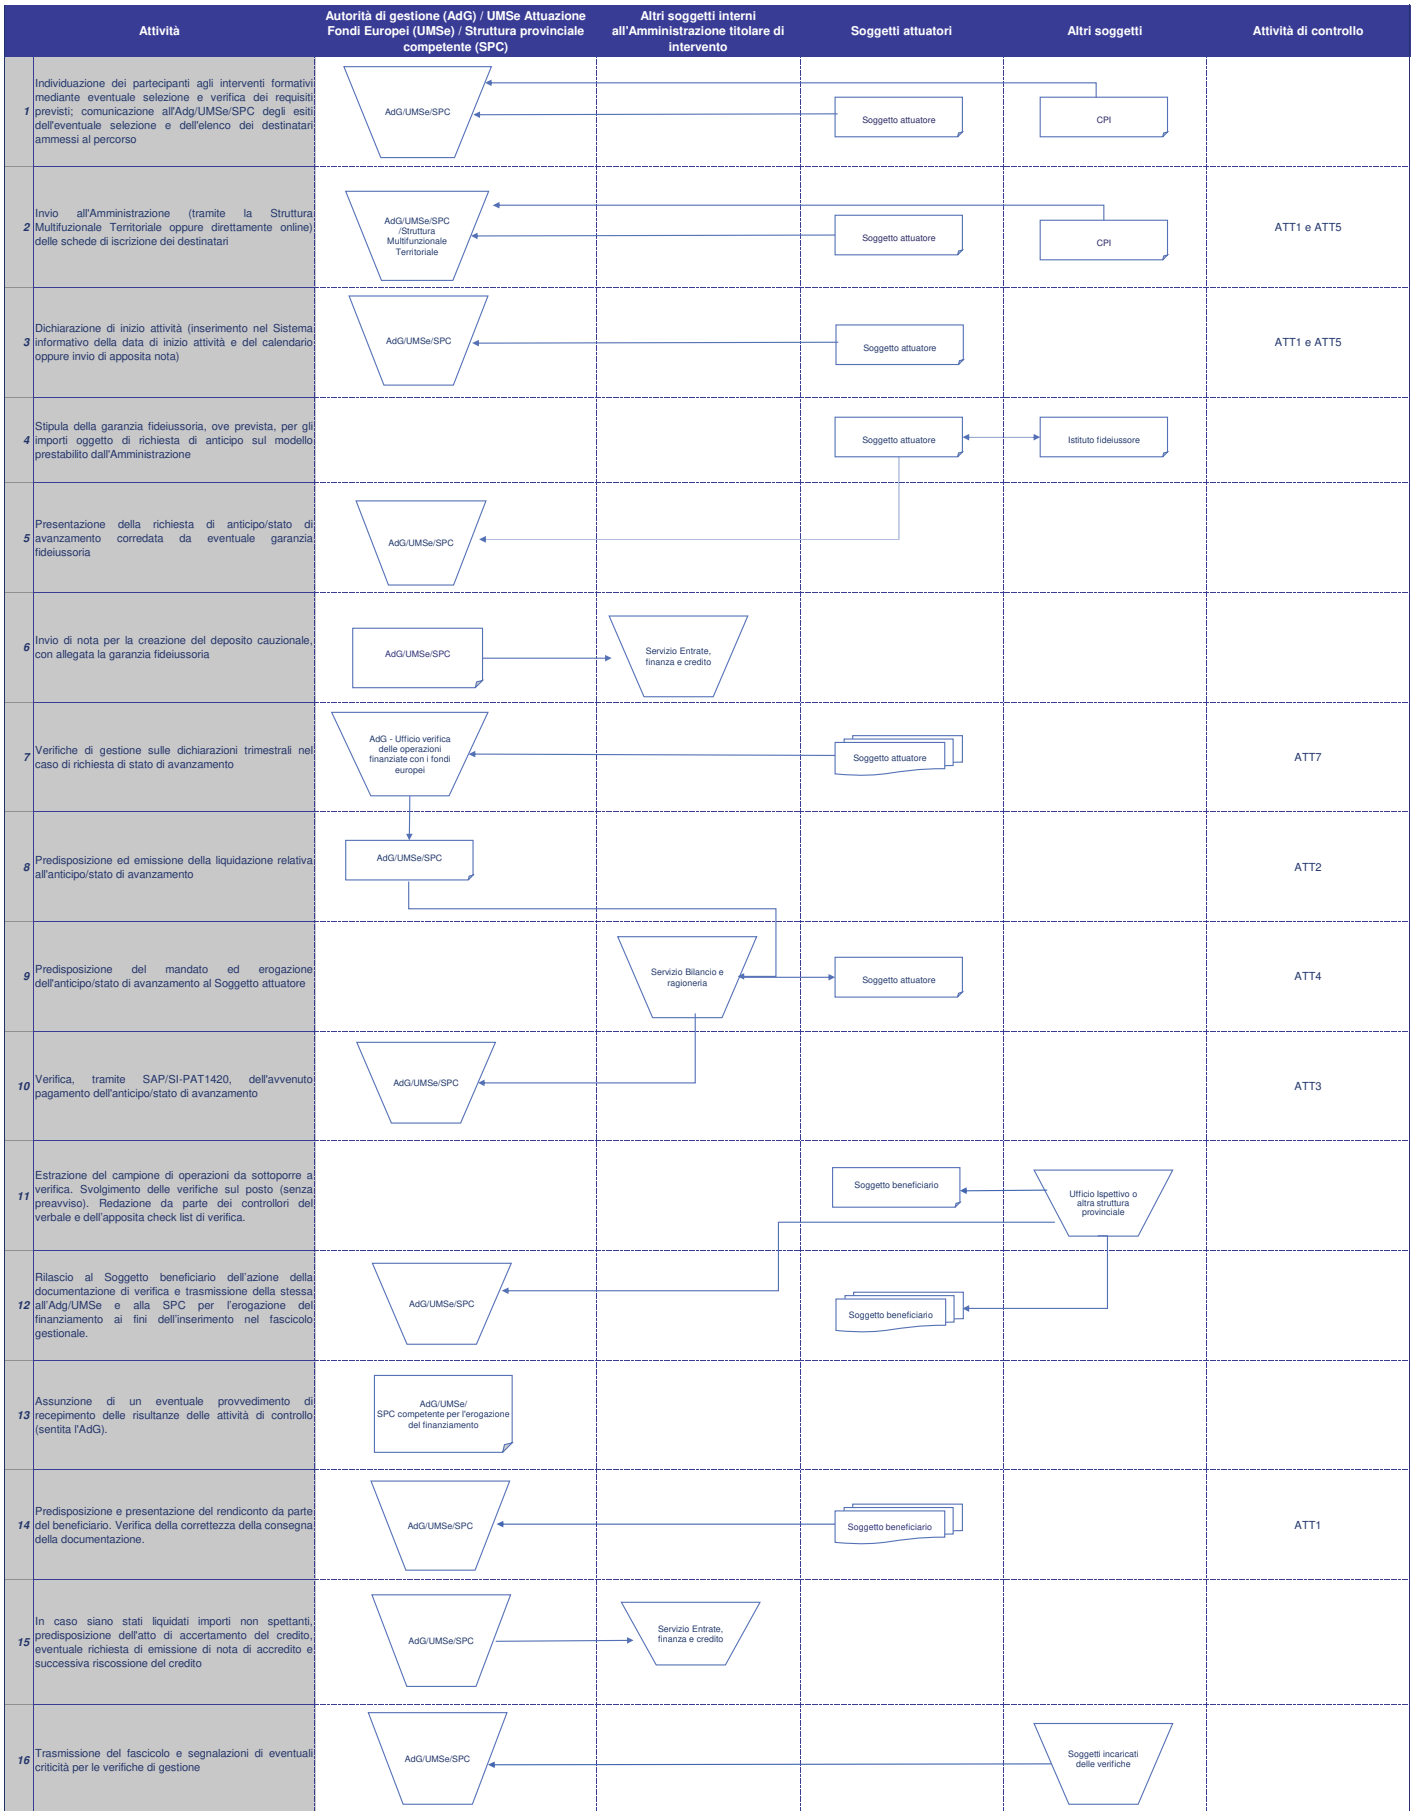 Attività
Autorità di gestione (AdG) / UMSe Attuazione
Fondi Europei (UMSe) / Struttura provinciale
competente (SPC)
Altri soggetti interni
all'Amministrazione titolare di
intervento
Soggetti attuatori
Altri soggetti
Attività di controllo
1
Individuazione dei partecipanti agli interventi formativi
mediante eventuale selezione e verifica dei requisiti
previsti; comunicazione all'Adg/UMSe/SPC degli esiti
dell'eventuale selezione e dell'elenco dei destinatari
ammessi al percorso
AdG/UMSe/SPC
Soggetto attuatore
CPI
2
Invio all'Amministrazione (tramite la Struttura
Multifuzionale Territoriale oppure direttamente online)
delle schede di iscrizione dei destinatari
AdG/UMSe/SPC
/Struttura
Multifunzionale
Territoriale
Soggetto attuatore
CPI
ATT1 e ATT5
3
Dichiarazione di inizio attività (inserimento nel Sistema
informativo della data di inizio attività e del calendario
oppure invio di apposita nota)
AdG/UMSe/SPC
Soggetto attuatore
ATT1 e ATT5
4
Stipula della garanzia fideiussoria, ove prevista, per gli
importi oggetto di richiesta di anticipo sul modello
prestabilito dall'Amministrazione
Soggetto attuatore
Istituto fideiussore
5
Presentazione della richiesta di anticipo/stato di
avanzamento corredata da eventuale garanzia
fideiussoria
AdG/UMSe/SPC
6
Invio di nota per la creazione del deposito cauzionale,
con allegata la garanzia fideiussoria
AdG/UMSe/SPC
Servizio Entrate,
finanza e credito
7
Verifiche di gestione sulle dichiarazioni trimestrali nel
caso di richiesta di stato di avanzamento
AdG - Ufficio verifica
delle operazioni
finanziate con i fondi
europei
Soggetto attuatore
ATT7
8
Predisposizione ed emissione della liquidazione relativa
all'anticipo/stato di avanzamento
AdG/UMSe/SPC
ATT2
9
Predisposizione del mandato ed erogazione
dell'anticipo/stato di avanzamento al Soggetto attuatore
Servizio Bilancio e
ragioneria
Soggetto attuatore
ATT4
10
Verifica, tramite SAP/SI-PAT1420, dell'avvenuto
pagamento dell'anticipo/stato di avanzamento
AdG/UMSe/SPC
ATT3
11
Estrazione del campione di operazioni da sottoporre a
verifica. Svolgimento delle verifiche sul posto (senza
preavviso). Redazione da parte dei controllori del
verbale e dell'apposita check list di verifica.
Soggetto beneficiario
Ufficio Ispettivo o
altra struttura
provinciale
12
Rilascio al Soggetto beneficiario dell'azione della
documentazione di verifica e trasmissione della stessa
all'Adg/UMSe e alla SPC per l'erogazione del
finanziamento ai fini dell'inserimento nel fascicolo
gestionale.
AdG/UMSe/SPC
Soggetto beneficiario
13
Assunzione di un eventuale provvedimento di
recepimento delle risultanze delle attività di controllo
(sentita l'AdG).
AdG/UMSe/
SPC competente per l'erogazione
del finanziamento
14
Predisposizione e presentazione del rendiconto da parte
del beneficiario. Verifica della correttezza della consegna
della documentazione.
AdG/UMSe/SPC
Soggetto beneficiario
ATT1
15
In caso siano stati liquidati importi non spettanti,
predisposizione dell'atto di accertamento del credito,
eventuale richiesta di emissione di nota di accredito e
successiva riscossione del credito
AdG/UMSe/SPC
Servizio Entrate,
finanza e credito
16
Trasmissione del fascicolo e segnalazioni di eventuali
criticità per le verifiche di gestione
AdG/UMSe/SPC
Soggetti incaricati
delle verifiche